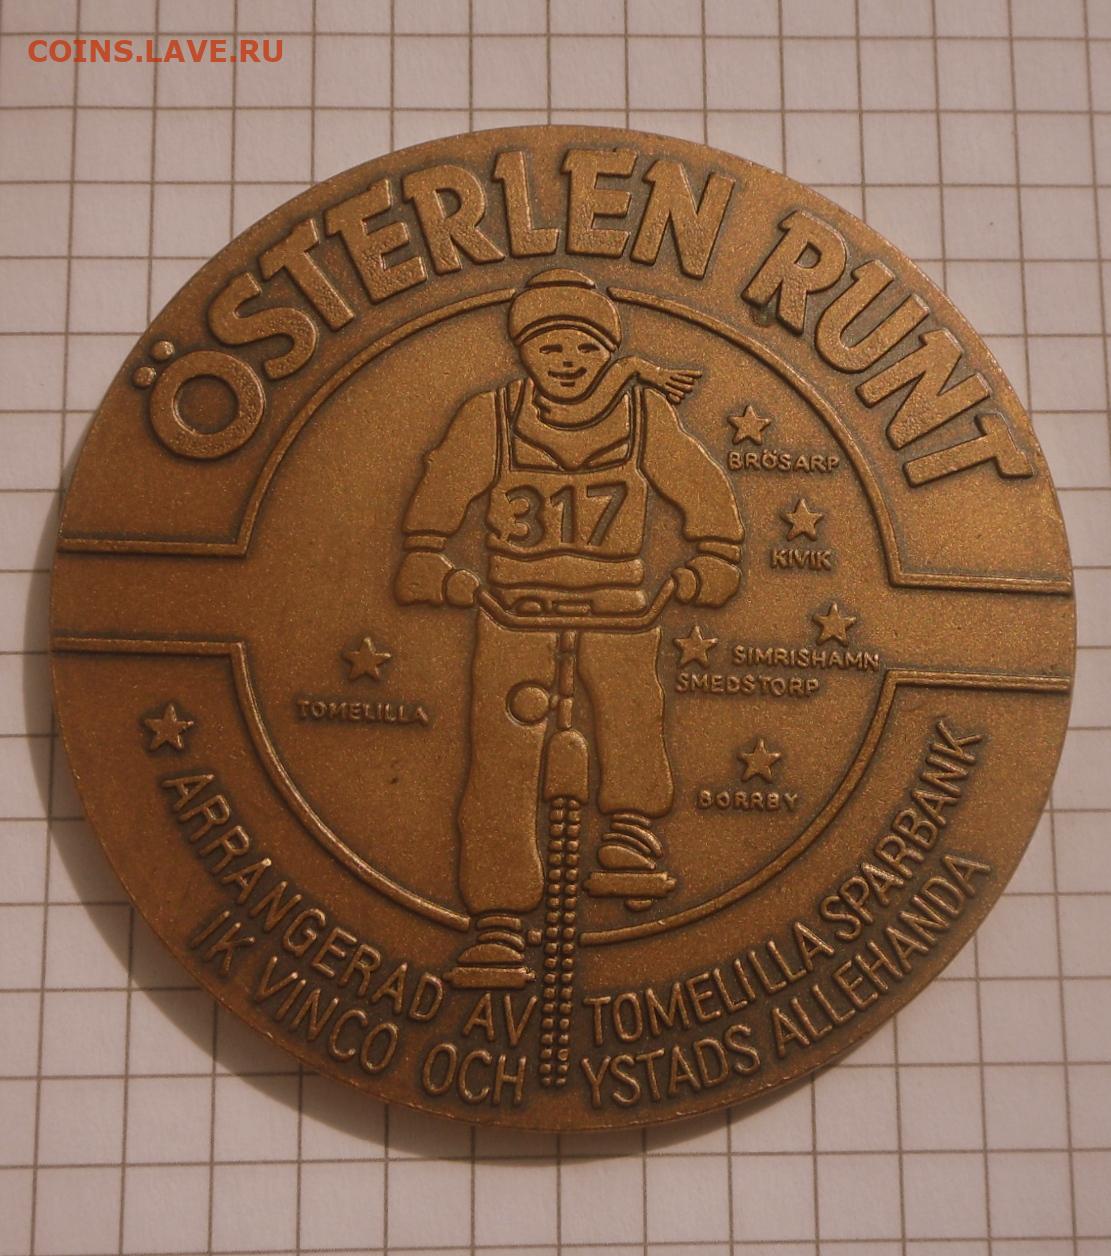 COINS.LAVE.RU
ÖSTERLEN RUNT
317
BRÖSARP
KIVIK
SIMRISHAMN
SMEDSTORP
TOMELILLA
BORRBY
ARRANGERAD AV TOMELILLA SPARBANK
IK VINCO OCH YSTADS ALLEHANDA